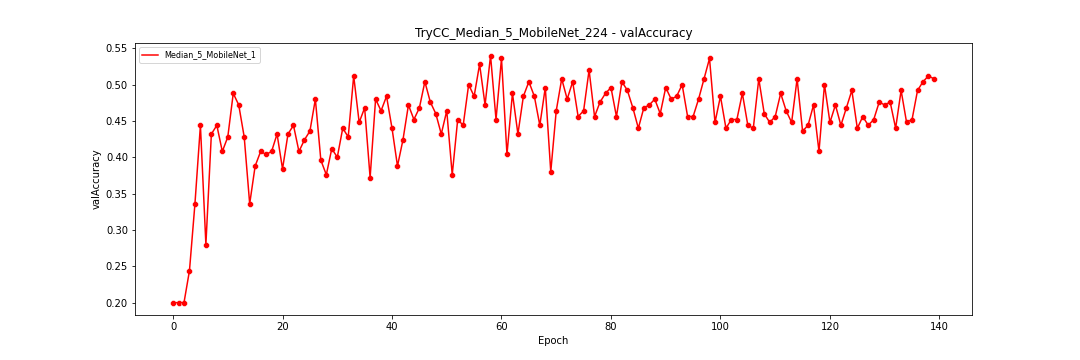 TryCC_Median_5_MobileNet_224 - valAccuracy
Median_5_MobileNet_1
0.55
0.50
0.45
0.40
0.35
0.30
0.25
0.20
valAccuracy
0 20 40 60 80 100 120 140
Epoch